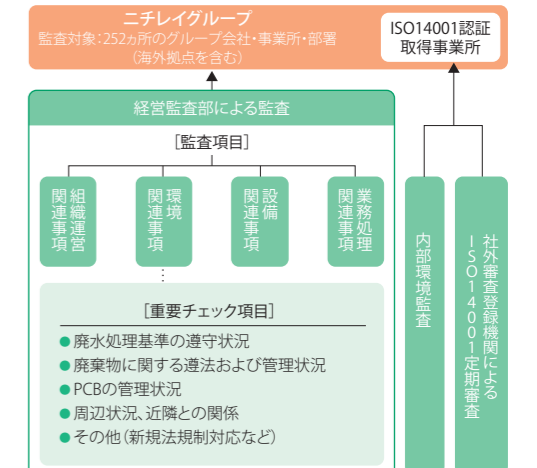 ニチレイグループ
監査対象:252ヵ所のグループ会社・事業所・部署
(海外拠点を含む)
ISO14001認証
取得事業所
経営監査部による監査
[監査項目]
組織運営
関連事項
環境
関連事項
設備
関連事項
業務処理
関連事項
内部環境監査
社外審査登録機関による
ISO14001定期審査
[重要チェック項目]
●廃水処理基準の遵守状況
●廃棄物に関する遵法および管理状況
●PCBの管理状況
●周辺状況、近隣との関係
●その他(新規法規制対応など)